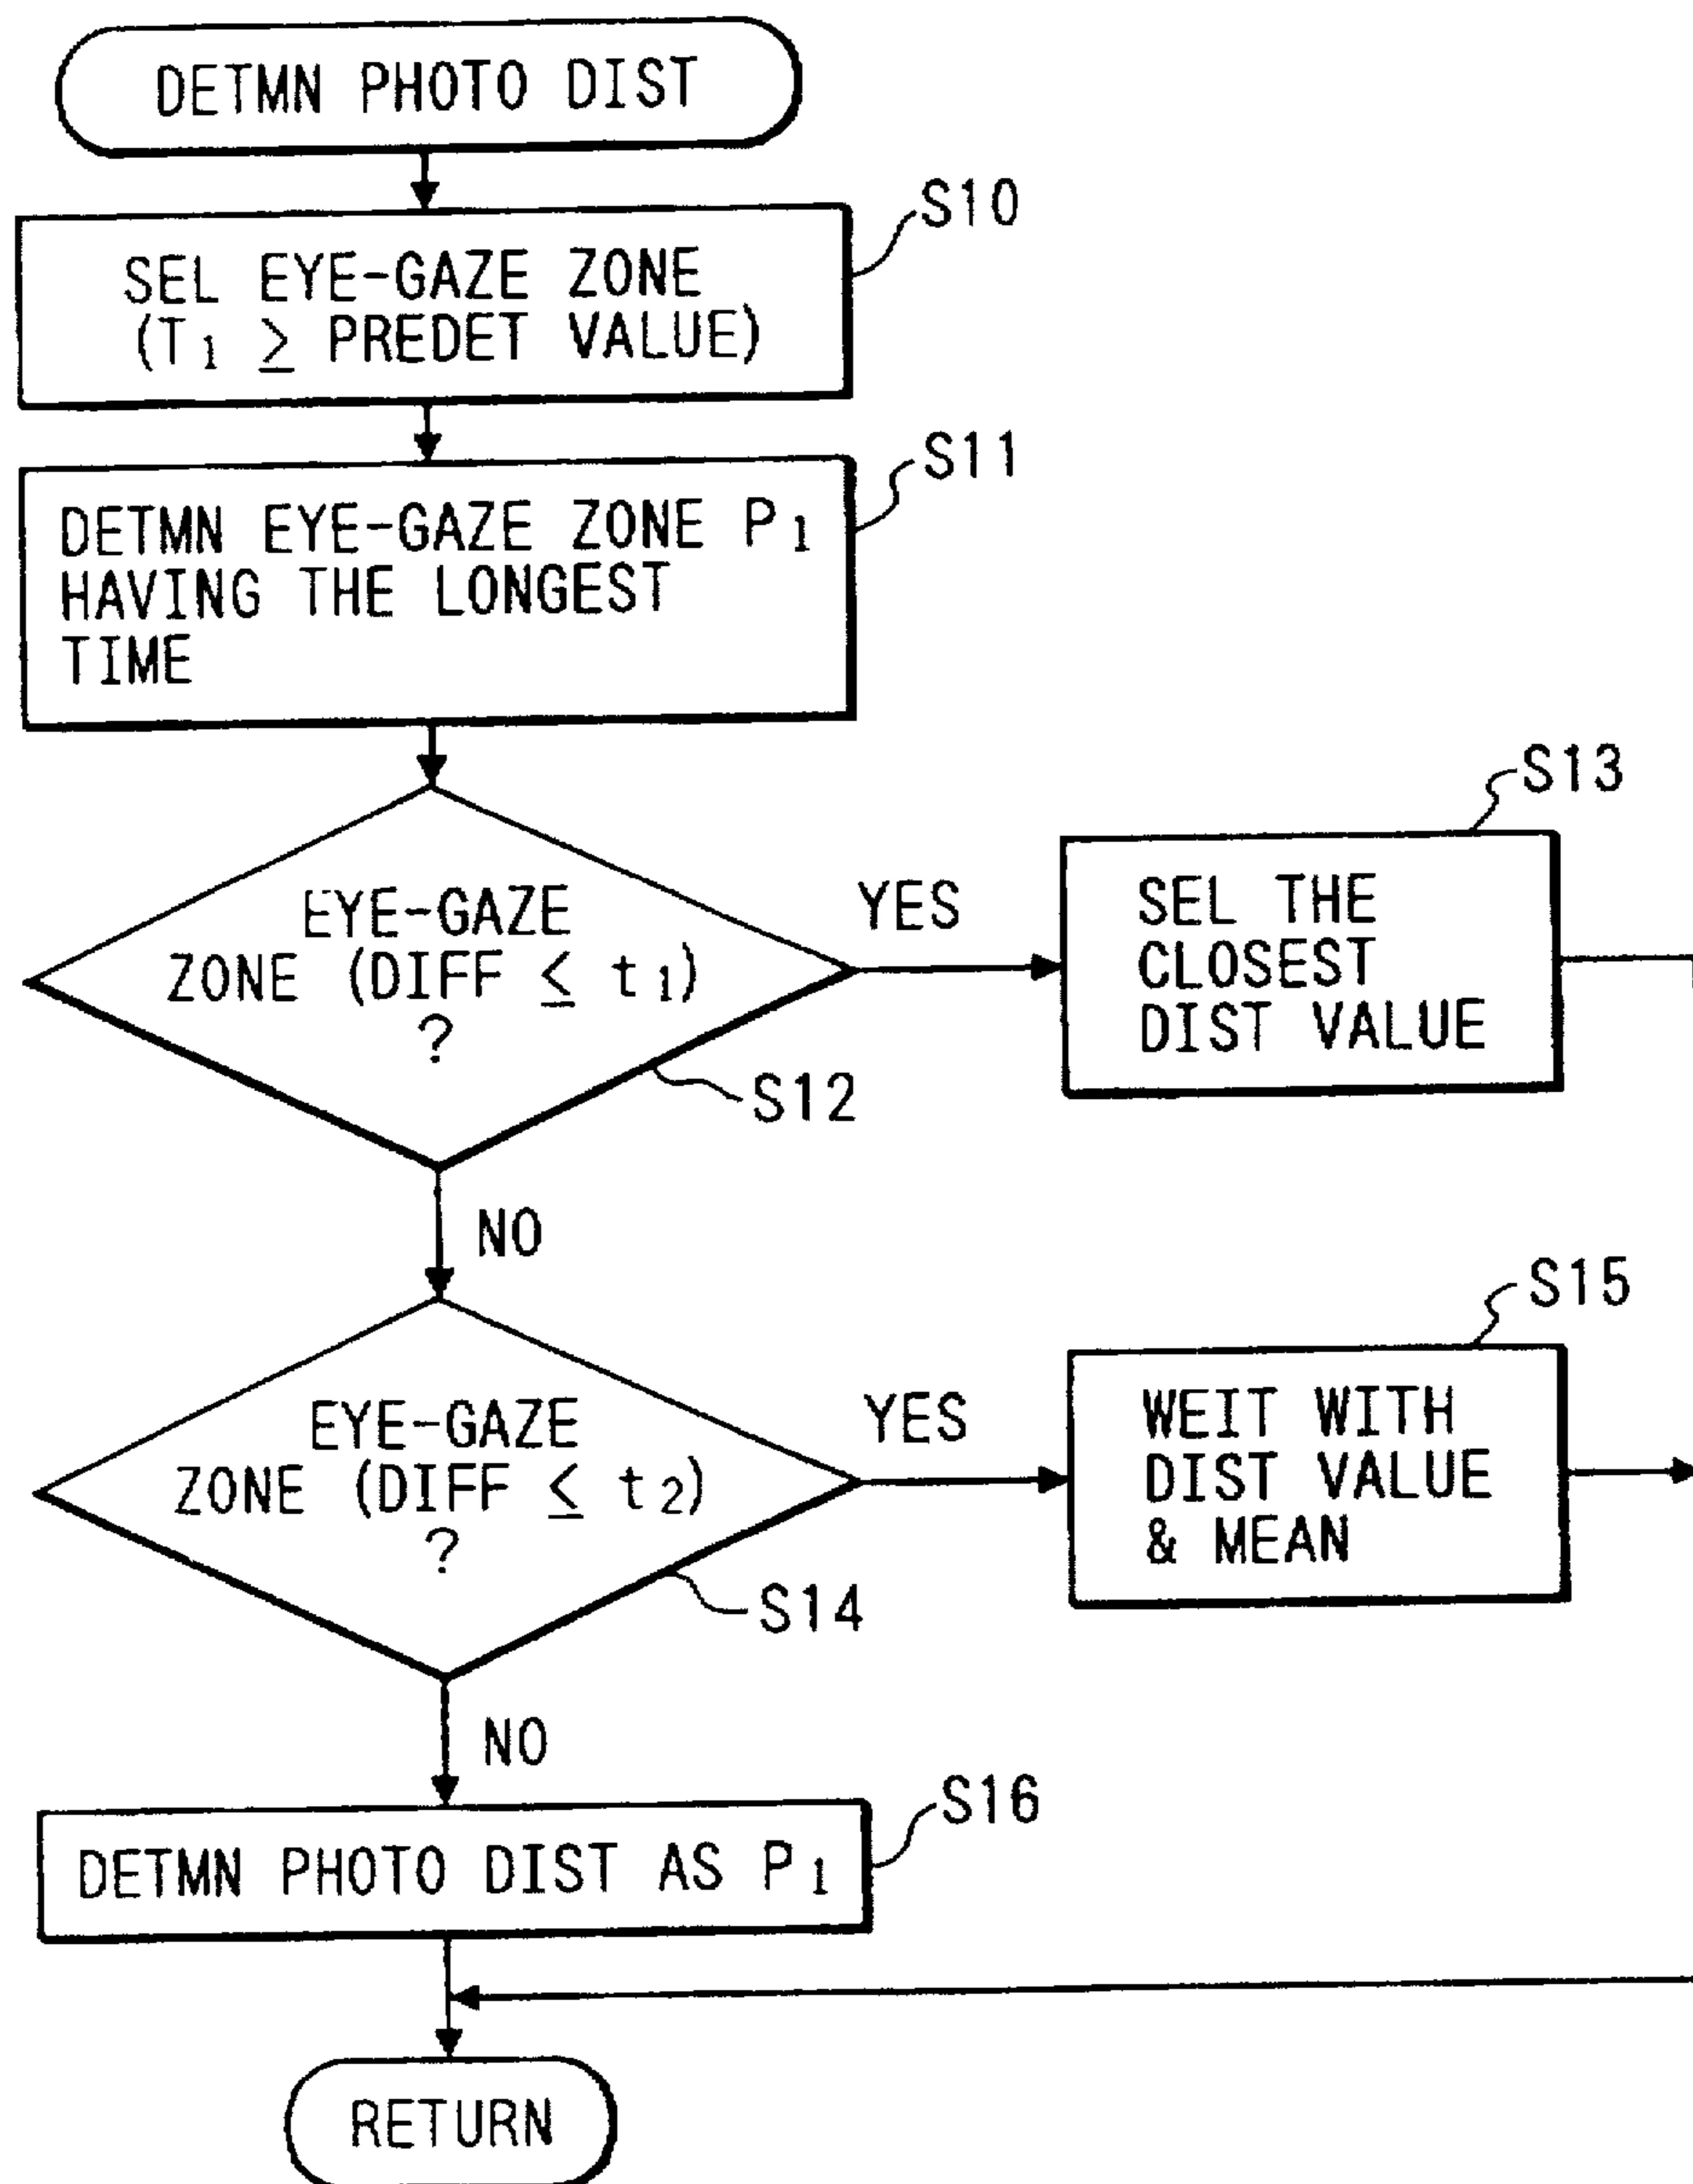 DETMN PHOTO DIST
S10
SEL EYE-GAZE ZONE
(T₁ ≥ PREDET VALUE)
S11
DETMN EYE-GAZE ZONE P₁
HAVING THE LONGEST
TIME
EYE-GAZE
ZONE (DIFF ≤ t₁)
?
S12
YES
S13
SEL THE
CLOSEST
DIST VALUE
NO
EYE-GAZE
ZONE (DIFF ≤ t₂)
?
S14
YES
S15
WEIT WITH
DIST VALUE
& MEAN
NO
S16
DETMN PHOTO DIST AS P₁
RETURN